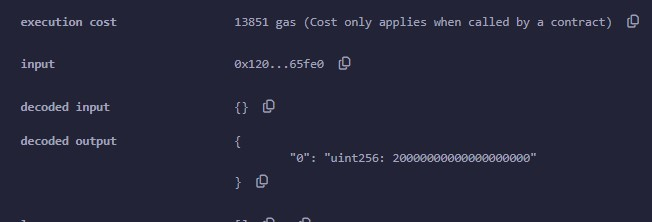 execution cost 13851 gas (Cost only applies when called by a contract)
input 0x120...65fe0
decoded input {}
decoded output {
"0": "uint256: 20000000000000000000"
}